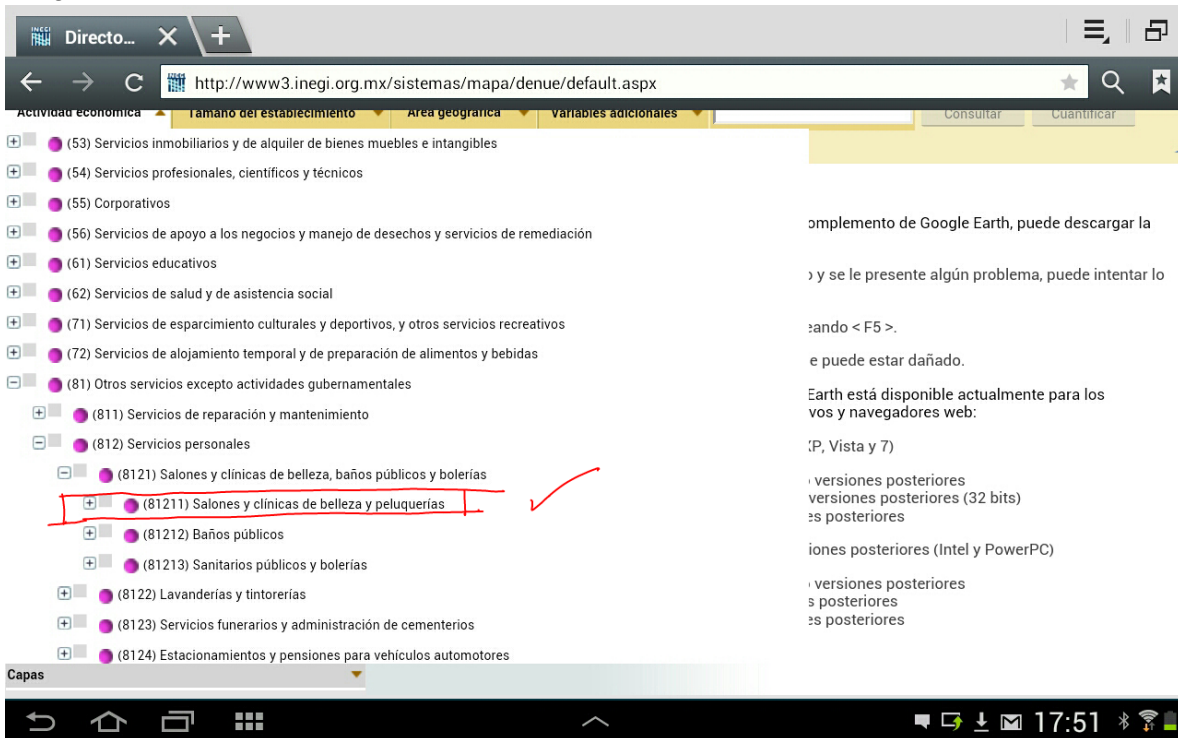 INEGI
Directo...
http://www3.inegi.org.mx/sistemas/mapa/denue/default.aspx
Actividad económica Tamaño del establecimiento Área geográfica Variables adicionales Consultar Cuantificar
(53) Servicios inmobiliarios y de alquiler de bienes muebles e intangibles
(54) Servicios profesionales, científicos y técnicos
(55) Corporativos
(56) Servicios de apoyo a los negocios y manejo de desechos y servicios de remediación
(61) Servicios educativos
(62) Servicios de salud y de asistencia social
(71) Servicios de esparcimiento culturales y deportivos, y otros servicios recreativos
(72) Servicios de alojamiento temporal y de preparación de alimentos y bebidas
(81) Otros servicios excepto actividades gubernamentales
(811) Servicios de reparación y mantenimiento
(812) Servicios personales
(8121) Salones y clínicas de belleza, baños públicos y bolerías
(81211) Salones y clínicas de belleza y peluquerías
(81212) Baños públicos
(81213) Sanitarios públicos y bolerías
(8122) Lavanderías y tintorerías
(8123) Servicios funerarios y administración de cementerios
(8124) Estacionamientos y pensiones para vehículos automotores
Capas
omplemento de Google Earth, puede descargar la
y se le presente algún problema, puede intentar lo
eando < F5 >.
e puede estar dañado.
Earth está disponible actualmente para los
vos y navegadores web:
XP, Vista y 7)
versiones posteriores
versiones posteriores (32 bits)
es posteriores
iones posteriores (Intel y PowerPC)
versiones posteriores
s posteriores
es posteriores
17:51